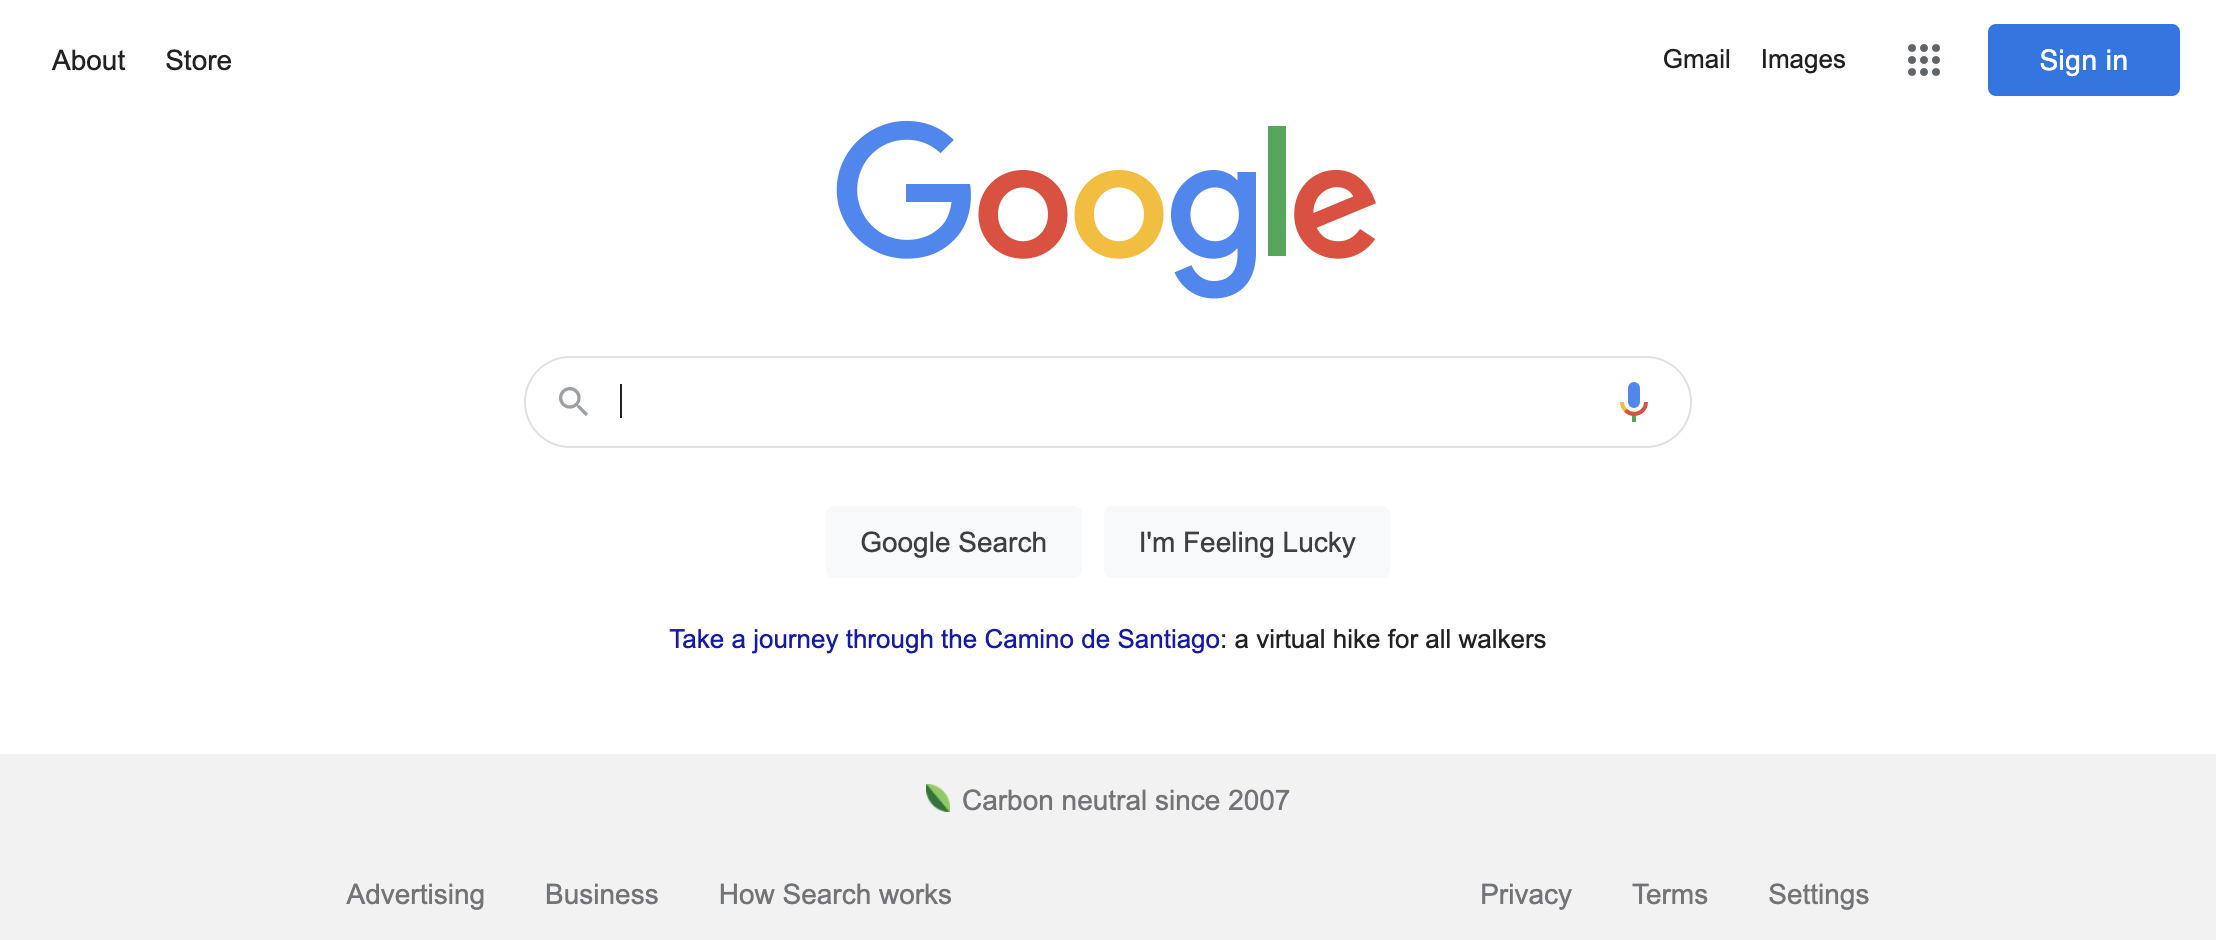 About Store Gmail Images Sign in
Google
Google Search I'm Feeling Lucky
Take a journey through the Camino de Santiago: a virtual hike for all walkers
Carbon neutral since 2007
Advertising Business How Search works Privacy Terms Settings